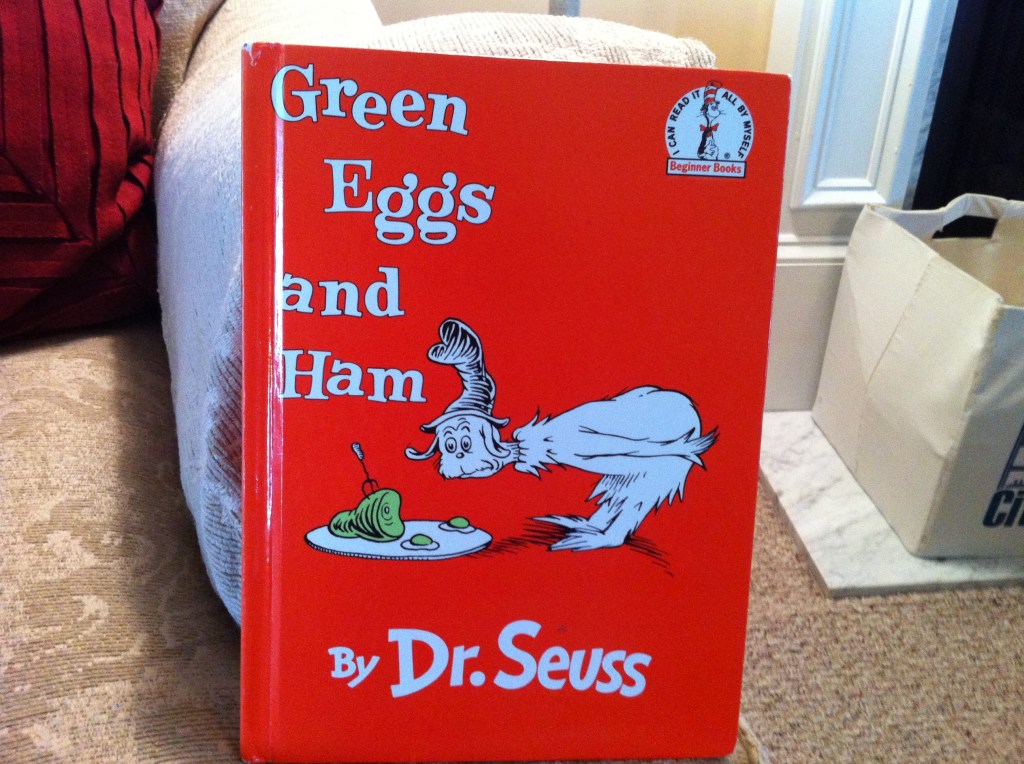 Green
Eggs
and
Ham
I CAN READ IT ALL BY MYSELF
Beginner Books
By Dr. Seuss